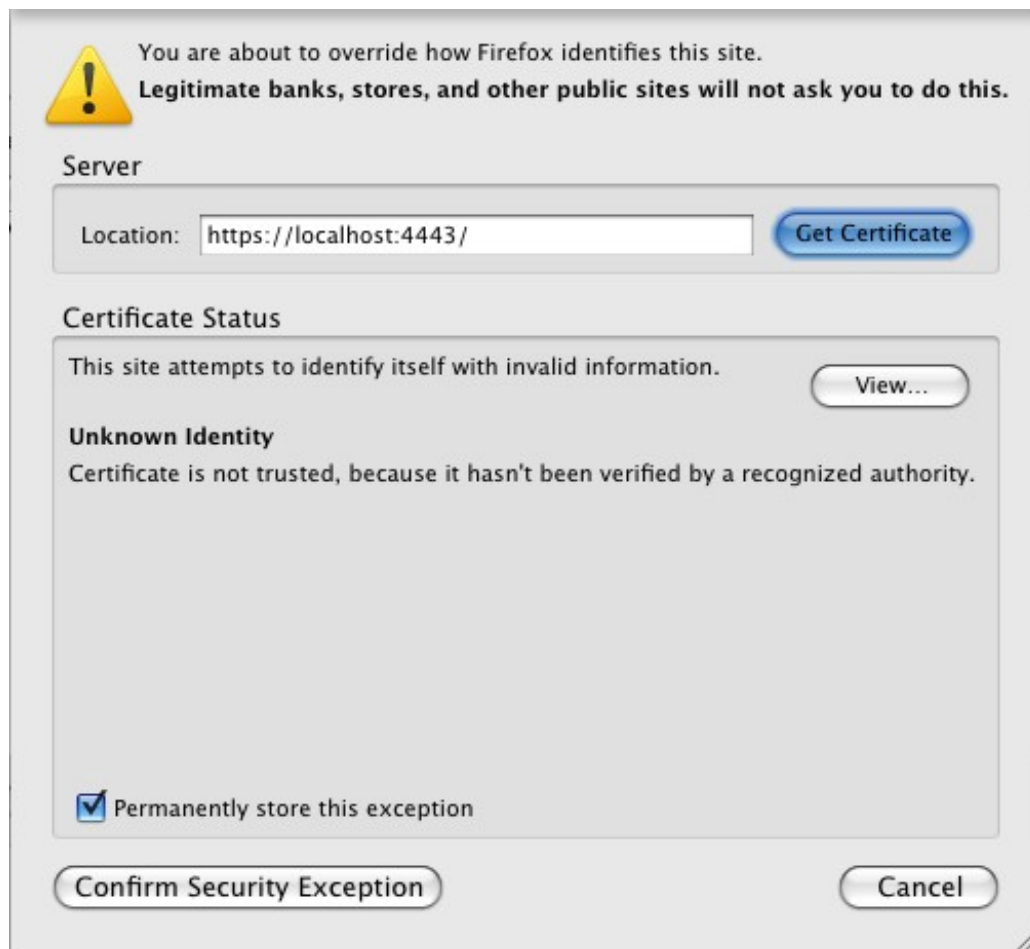 You are about to override how Firefox identifies this site.
Legitimate banks, stores, and other public sites will not ask you to do this.
Server
Location: https://localhost:4443/ Get Certificate
Certificate Status
This site attempts to identify itself with invalid information.
View...
Unknown Identity
Certificate is not trusted, because it hasn't been verified by a recognized authority.
Permanently store this exception
Confirm Security Exception Cancel